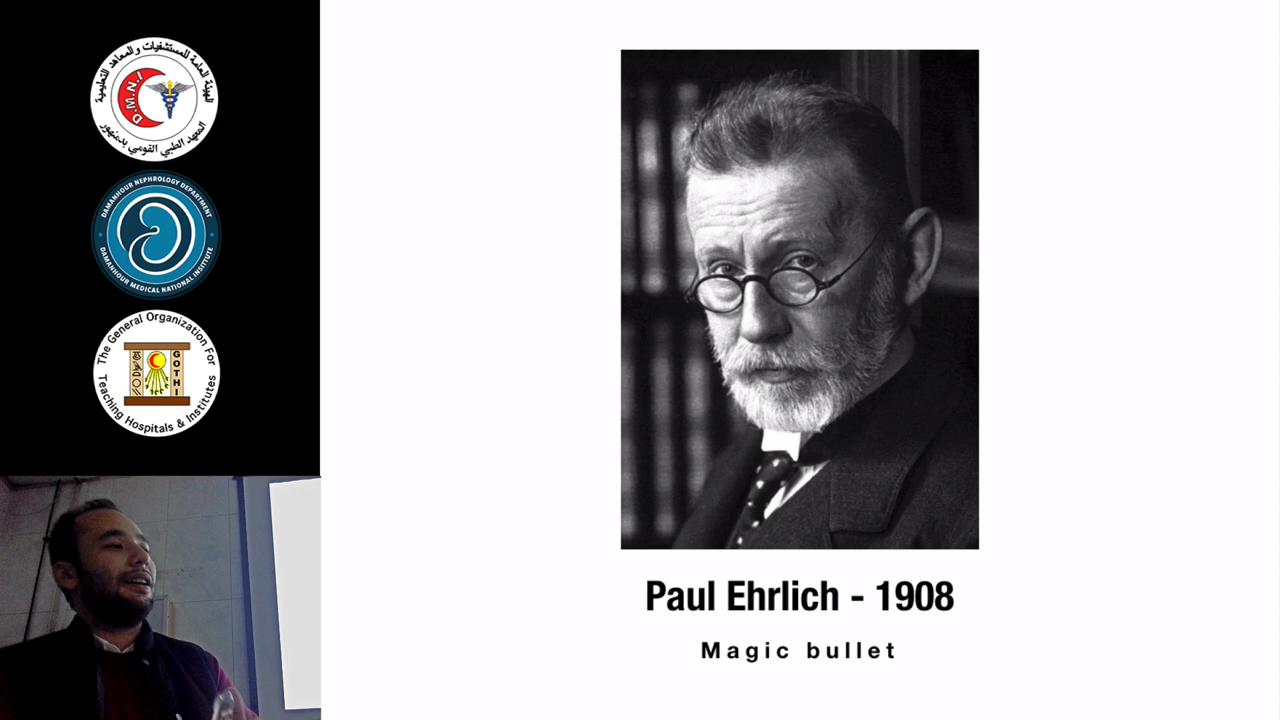 الهيئة العامة للمستشفيات والمعاهد التعليمية
D.M.N.I
المعهد الطبي القومي بدمنهور
DAMANHOUR NEPHROLOGY DEPARTMENT
DAMANHOUR MEDICAL NATIONAL INSTITUTE
The General Organization For
GOTHI
Teaching Hospitals & Institutes
Paul Ehrlich - 1908
Magic bullet